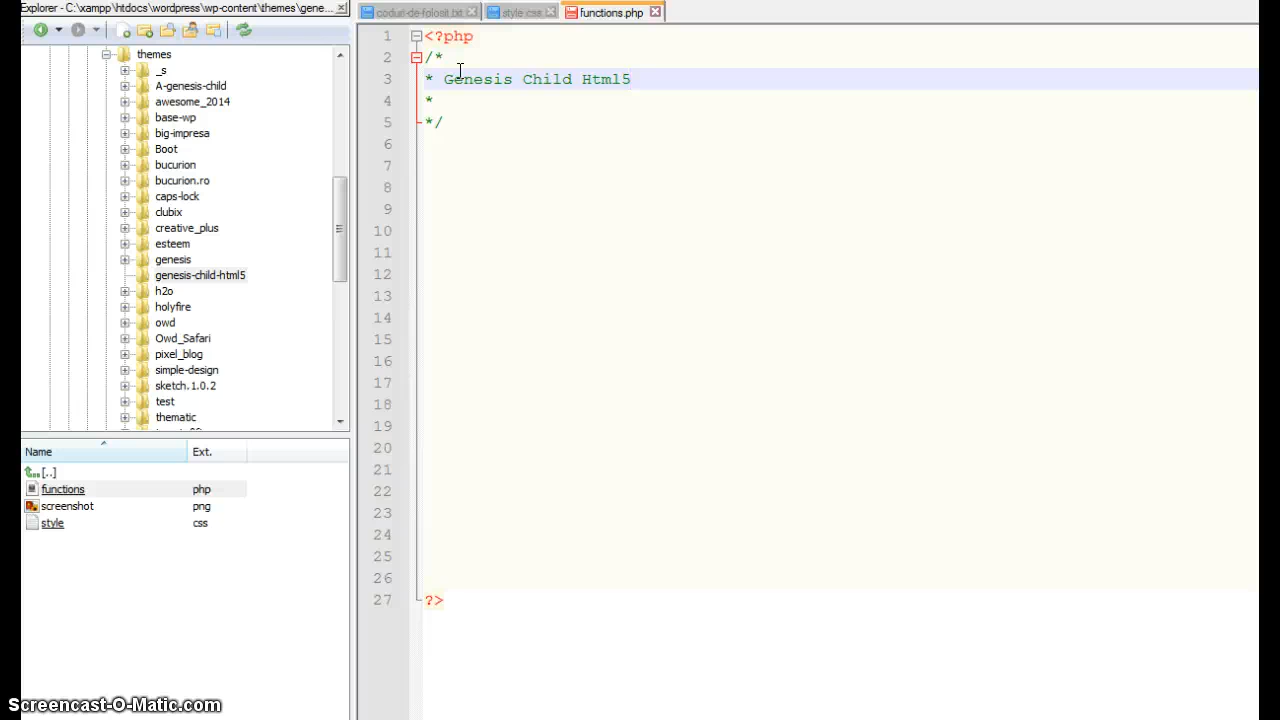 Explorer - C:\xampp\htdocs\wordpress\wp-content\themes\gene...
themes
_s
A-genesis-child
awesome_2014
base-wp
big-impresa
Boot
bucurion
bucurion.ro
caps-lock
clubix
creative_plus
esteem
genesis
genesis-child-html5
h2o
holyfire
owd
Owd_Safari
pixel_blog
simple-design
sketch.1.0.2
test
thematic
Name Ext.
[..]
functions php
screenshot png
style css
coduri-de-folosit.txt style.css functions.php
1 <?php
2 /*
3 * Genesis Child Html5
4 *
5 */
6
7
8
9
10
11
12
13
14
15
16
17
18
19
20
21
22
23
24
25
26
27 ?>
Screencast-O-Matic.com